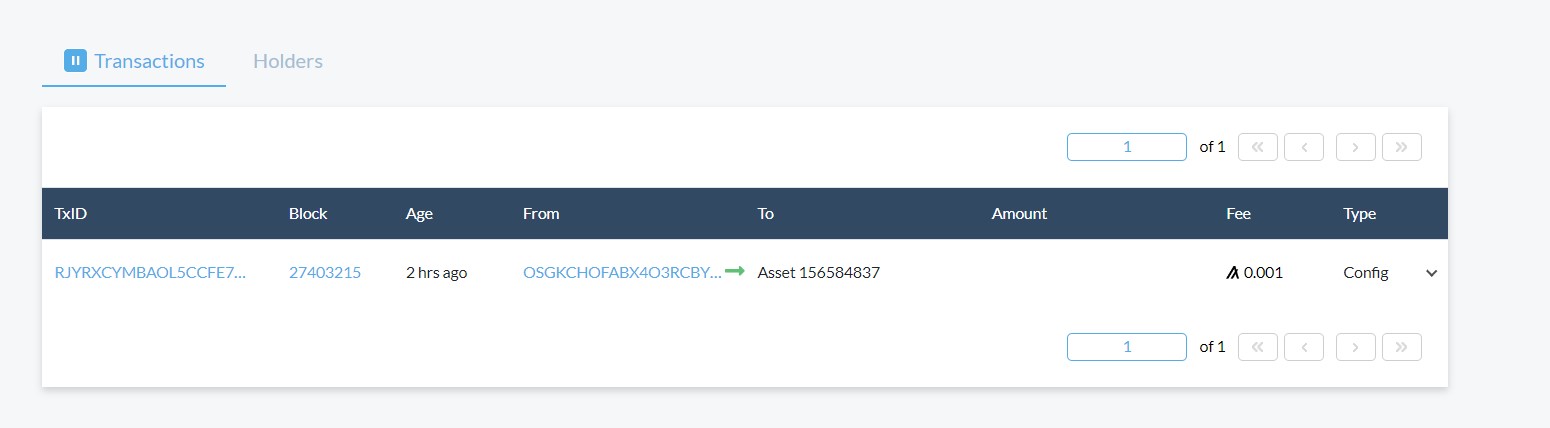 Transactions Holders
1 of 1
TxID Block Age From To Amount Fee Type
RJYRXCYMBAOL5CCFE7... 27403215 2 hrs ago OSGKCHOFABX4O3RCBY... Asset 156584837 0.001 Config
1 of 1